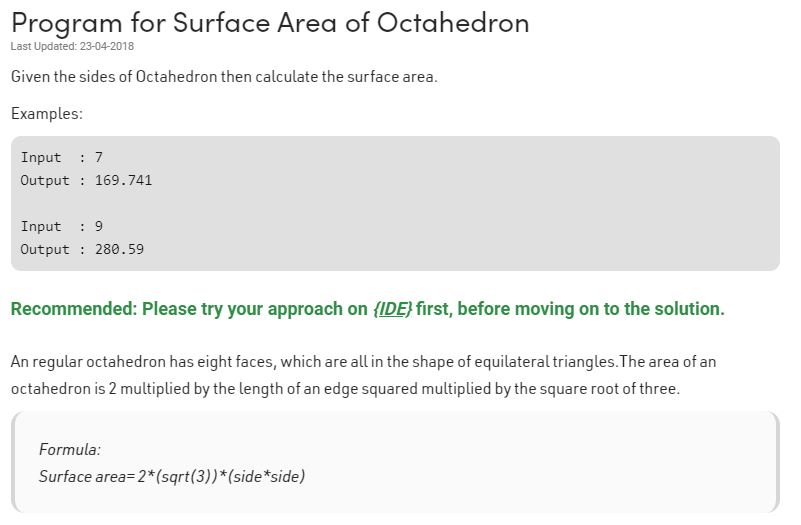 Program for Surface Area of Octahedron
Last Updated: 23-04-2018
Given the sides of Octahedron then calculate the surface area.
Examples:
Input  : 7
Output : 169.741
Input  : 9
Output : 280.59
Recommended: Please try your approach on {IDE} first, before moving on to the solution.
An regular octahedron has eight faces, which are all in the shape of equilateral triangles.The area of an
octahedron is 2 multiplied by the length of an edge squared multiplied by the square root of three.
Formula:
Surface area=2*(sqrt(3))*(side*side)